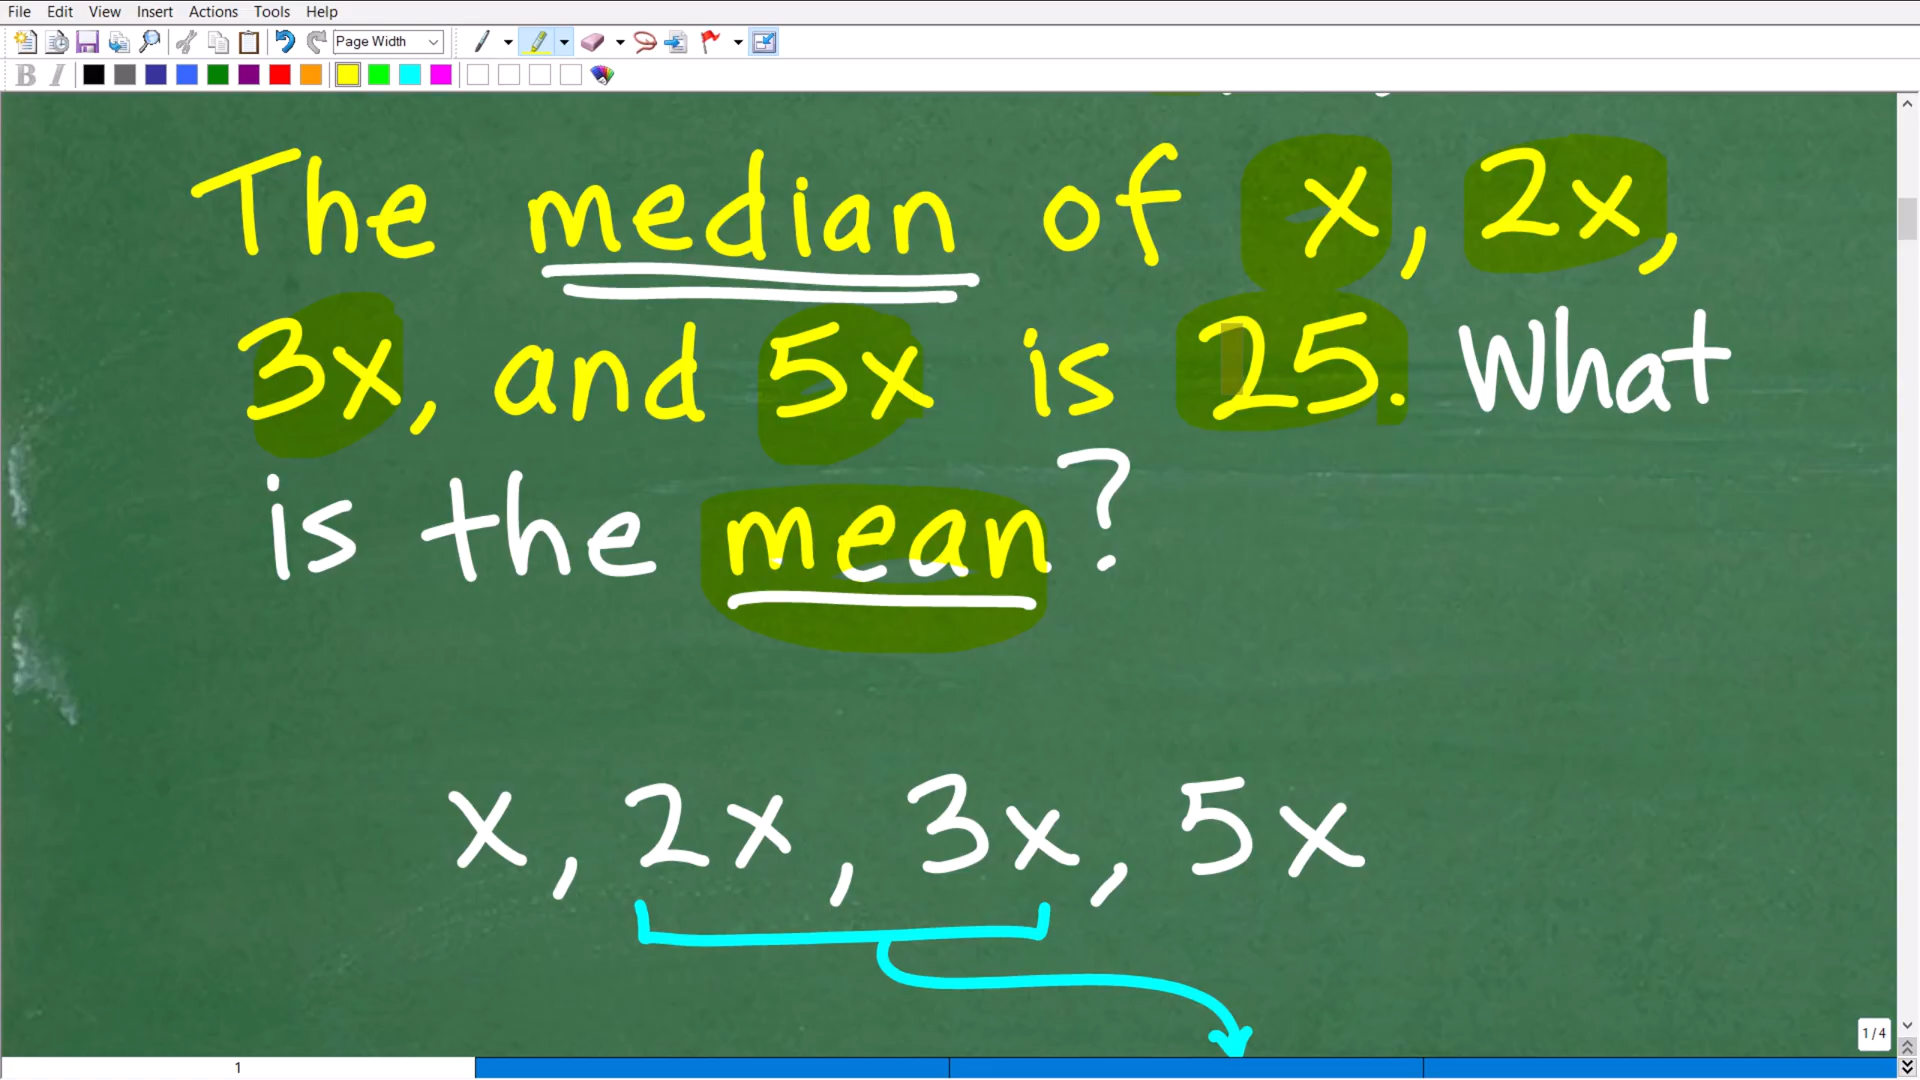 File Edit View Insert Actions Tools Help
Page Width
B I
The median of x, 2x,
3x, and 5x is 25. What
is the mean?
x, 2x, 3x, 5x
1 / 4
1